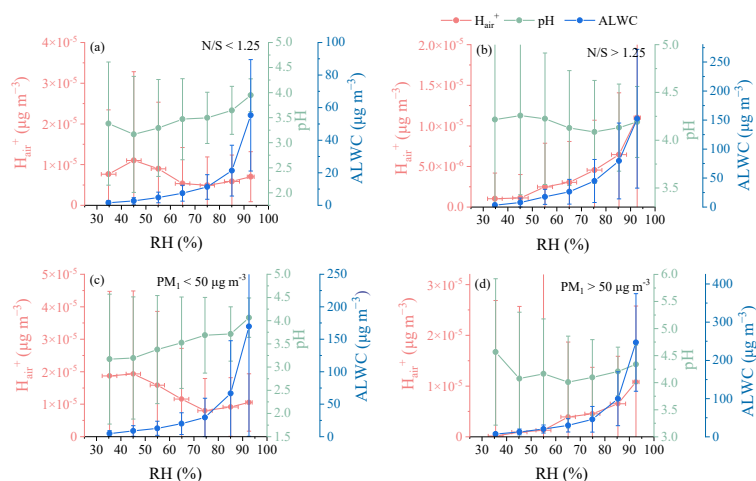 H_air⁺ pH ALWC
(a) N/S < 1.25
H_air⁺ (μg m⁻³)
4×10⁻⁵
3×10⁻⁵
2×10⁻⁵
1×10⁻⁵
0
30 40 50 60 70 80 90 100
RH (%)
5.0
4.5
4.0
3.5
3.0
2.5
2.0
pH
100
80
60
40
20
0
ALWC (μg m⁻³)
(b) N/S > 1.25
H_air⁺ (μg m⁻³)
2.0×10⁻⁵
1.5×10⁻⁵
1.0×10⁻⁵
5.0×10⁻⁶
0.0
30 40 50 60 70 80 90 100
RH (%)
5.0
4.5
4.0
3.5
pH
250
200
150
100
50
0
ALWC (μg m⁻³)
(c) PM₁ < 50 μg m⁻³
H_air⁺ (μg m⁻³)
5×10⁻⁵
4×10⁻⁵
3×10⁻⁵
2×10⁻⁵
1×10⁻⁵
0
30 40 50 60 70 80 90 100
RH (%)
5.0
4.5
4.0
3.5
3.0
2.5
2.0
1.5
pH
250
200
150
100
50
0
ALWC (μg m⁻³)
(d) PM₁ > 50 μg m⁻³
H_air⁺ (μg m⁻³)
3×10⁻⁵
2×10⁻⁵
1×10⁻⁵
0
30 40 50 60 70 80 90 100
RH (%)
6.0
5.5
5.0
4.5
4.0
3.5
3.0
pH
400
300
200
100
0
ALWC (μg m⁻³)